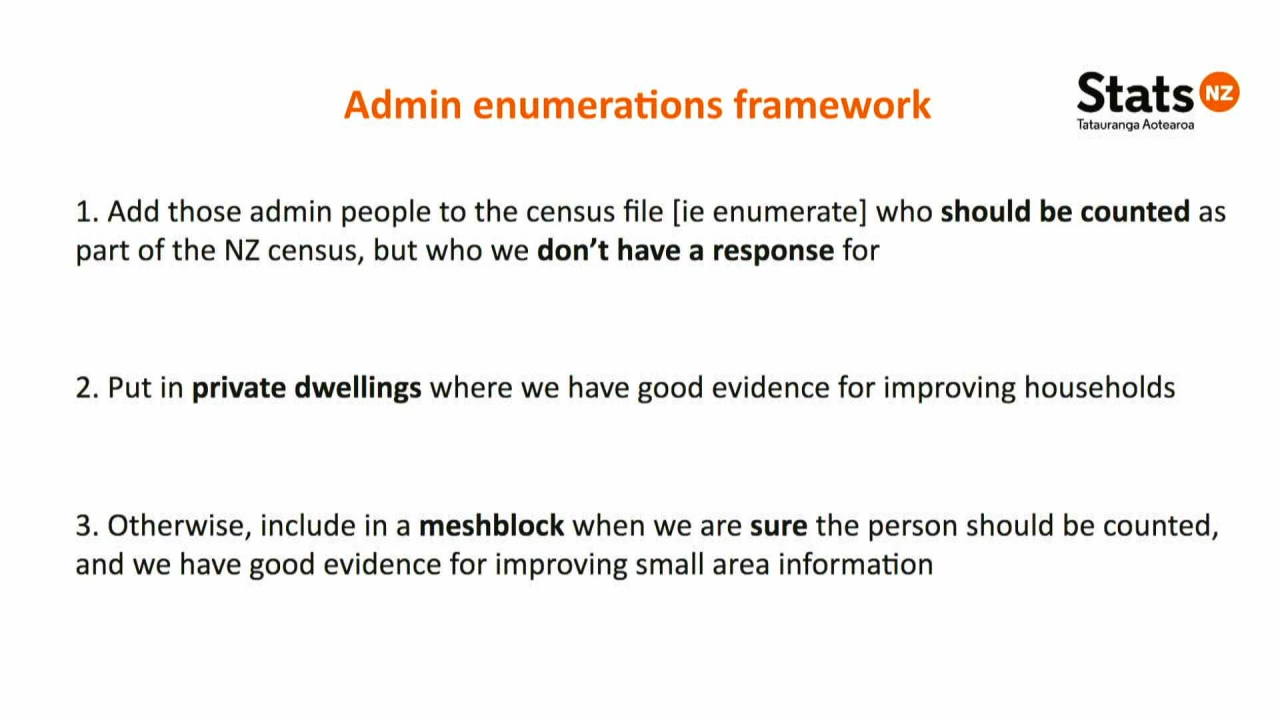 Admin enumerations framework
Stats NZ
Tatauranga Aotearoa
1. Add those admin people to the census file [ie enumerate] who should be counted as
part of the NZ census, but who we don’t have a response for
2. Put in private dwellings where we have good evidence for improving households
3. Otherwise, include in a meshblock when we are sure the person should be counted,
and we have good evidence for improving small area information